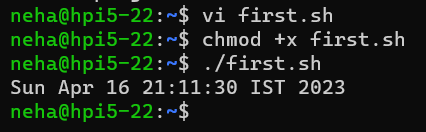 neha@hpi5-22:~$ vi first.sh
neha@hpi5-22:~$ chmod +x first.sh
neha@hpi5-22:~$ ./first.sh
Sun Apr 16 21:11:30 IST 2023
neha@hpi5-22:~$